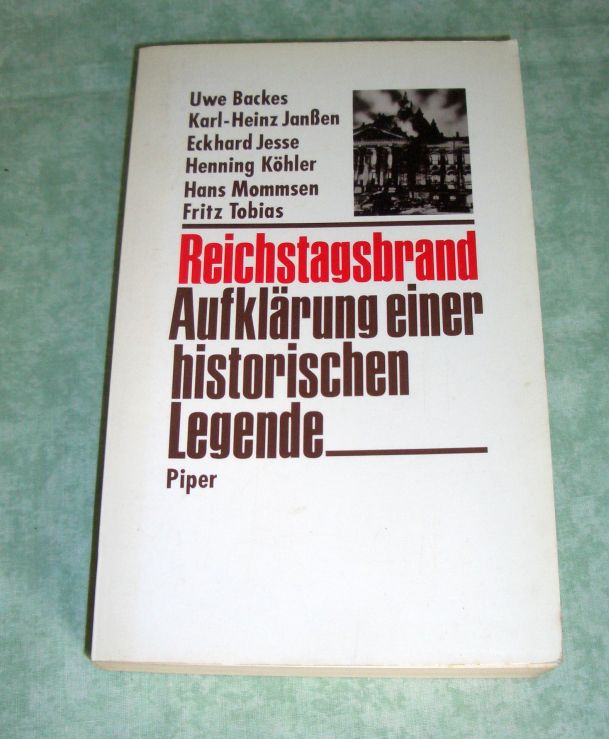 Uwe Backes
Karl-Heinz Janßen
Eckhard Jesse
Henning Köhler
Hans Mommsen
Fritz Tobias
Reichstagsbrand
Aufklärung einer
historischen
Legende
Piper